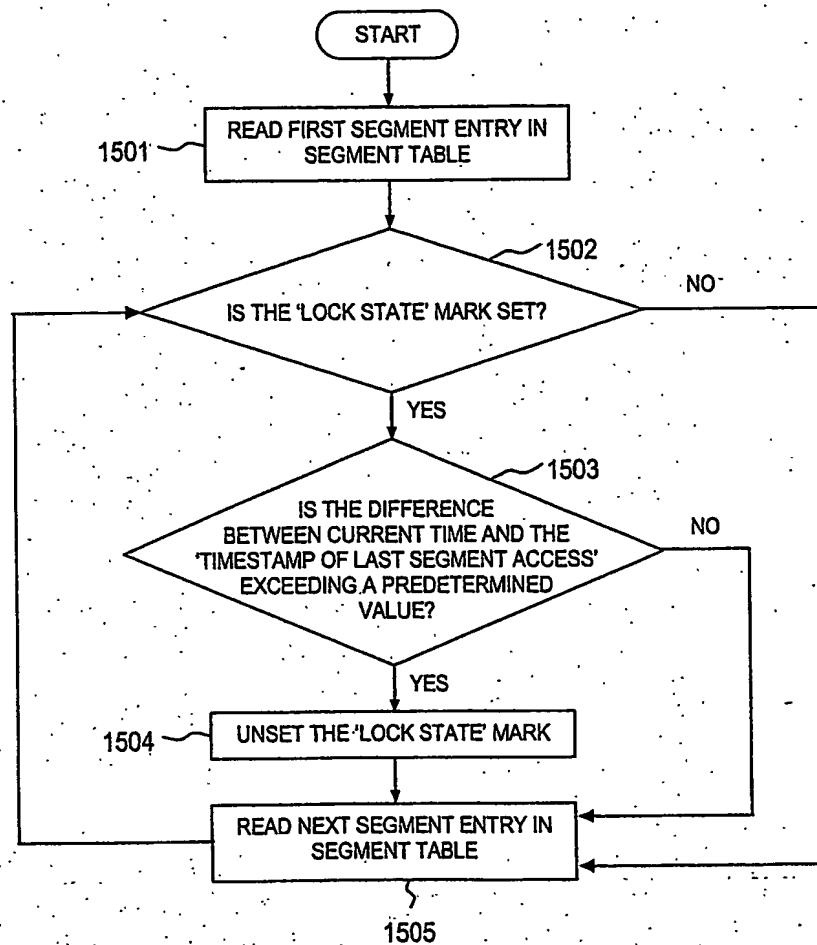 START
READ FIRST SEGMENT ENTRY IN
SEGMENT TABLE
1501
1502
IS THE 'LOCK STATE' MARK SET?
NO
YES
1503
IS THE DIFFERENCE
BETWEEN CURRENT TIME AND THE
'TIMESTAMP OF LAST SEGMENT ACCESS'
EXCEEDING A PREDETERMINED
VALUE?
NO
YES
1504
UNSET THE 'LOCK STATE' MARK
READ NEXT SEGMENT ENTRY IN
SEGMENT TABLE
1505